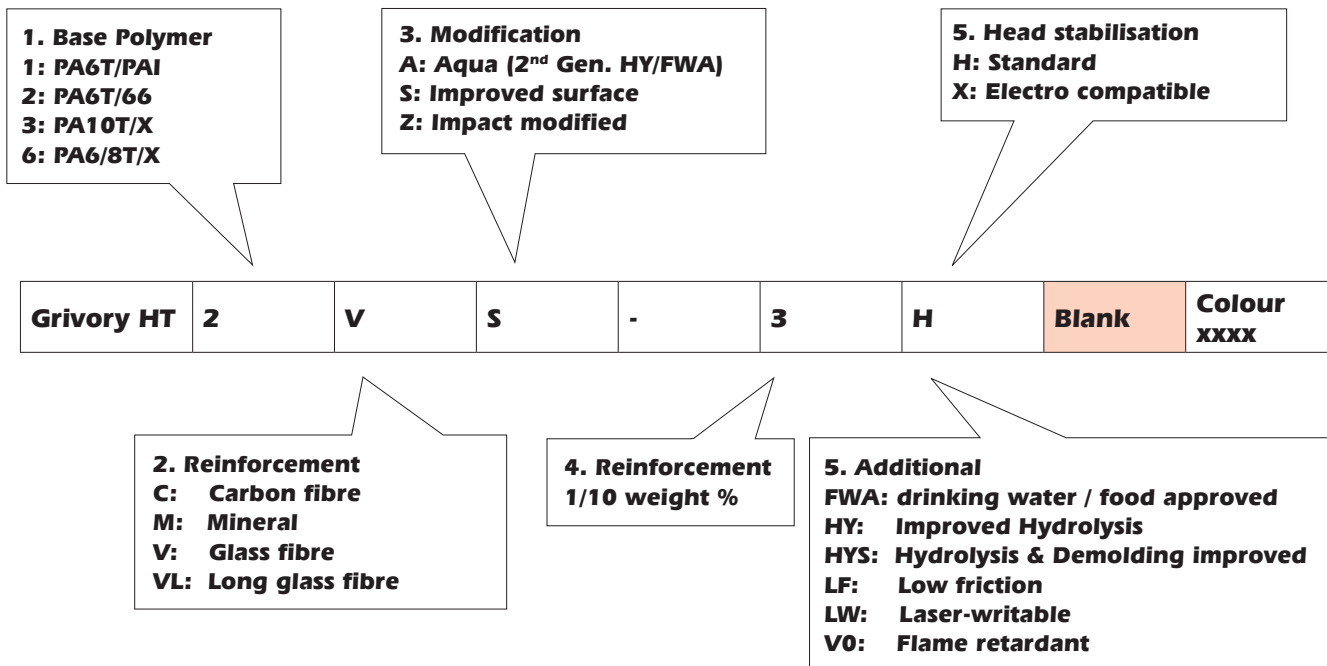 1. Base Polymer
1: PA6T/PAI
2: PA6T/66
3: PA10T/X
6: PA6/8T/X
3. Modification
A: Aqua (2nd Gen. HY/FWA)
S: Improved surface
Z: Impact modified
5. Head stabilisation
H: Standard
X: Electro compatible
Grivory HT 2 V S - 3 H Blank Colour
xxxx
2. Reinforcement
C: Carbon fibre
M: Mineral
V: Glass fibre
VL: Long glass fibre
4. Reinforcement
1/10 weight %
5. Additional
FWA: drinking water / food approved
HY: Improved Hydrolysis
HYS: Hydrolysis & Demolding improved
LF: Low friction
LW: Laser-writable
V0: Flame retardant